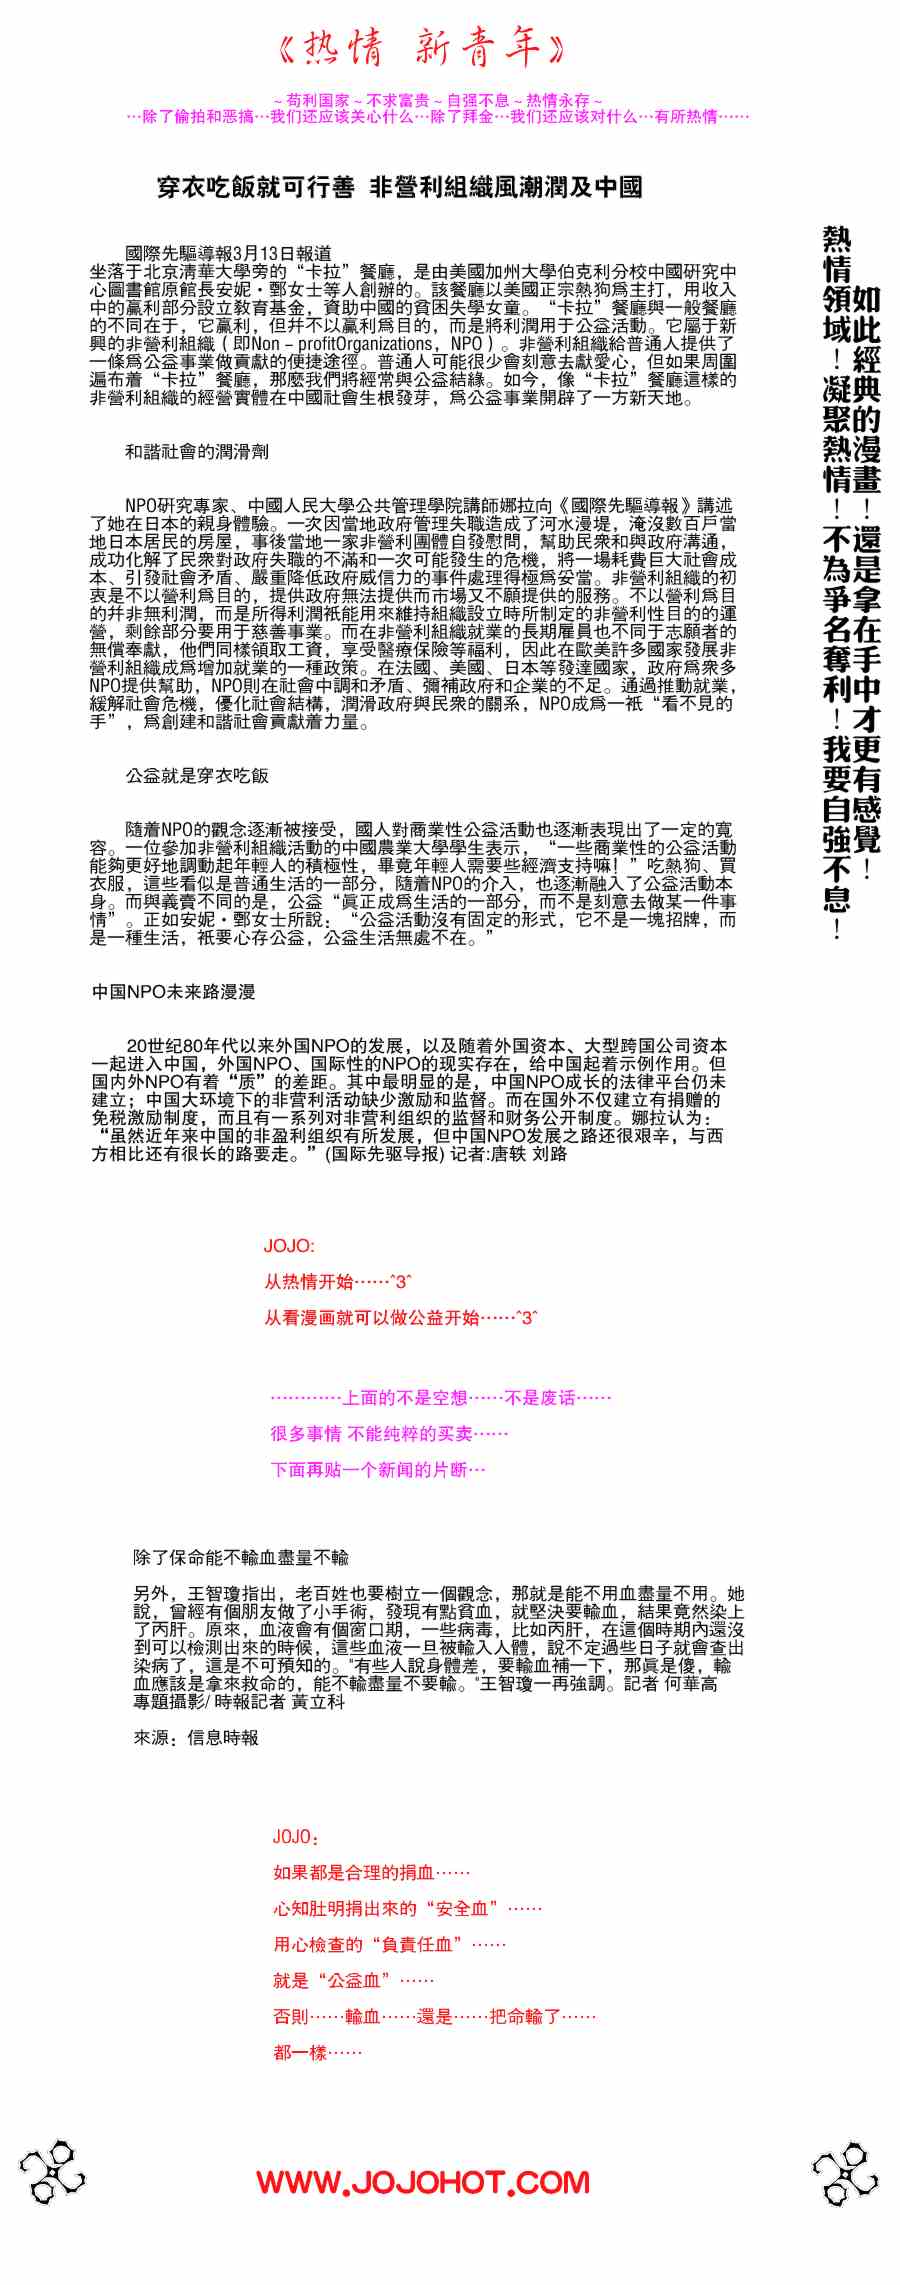 《热情 新青年》
～苟利国家～不求富贵～自强不息～热情永存～
…除了偷拍和恶搞…我们还应该关心什么…除了拜金…我们还应该对什么…有所热情……
穿衣吃飯就可行善 非營利組織風潮潤及中國
國際先驅導報3月13日報道
坐落于北京淸華大學旁的“卡拉”餐廳，是由美國加州大學伯克利分校中國硏究中
心圖書館原館長安妮·鄄女士等人創辦的。該餐廳以美國正宗熱狗爲主打，用收入
中的贏利部分設立敎育基金，資助中國的貧困失學女童。“卡拉”餐廳與一般餐廳
的不同在于，它贏利，但幷不以贏利爲目的，而是將利潤用于公益活動。它屬于新
興的非營利組織（即Non－profitOrganizations，NPO）。非營利組織給普通人提供了
一條爲公益事業做貢獻的便捷途徑。普通人可能很少會刻意去獻愛心，但如果周圍
遍布着“卡拉”餐廳，那麼我們將經常與公益結緣。如今，像“卡拉”餐廳這樣的
非營利組織的經營實體在中國社會生根發芽，爲公益事業開辟了一方新天地。
和諧社會的潤滑劑
NPO硏究專家、中國人民大學公共管理學院講師娜拉向《國際先驅導報》講述
了她在日本的親身體驗。一次因當地政府管理失職造成了河水漫堤，淹沒數百戶當
地日本居民的房屋，事後當地一家非營利團體自發慰問，幫助民衆和與政府溝通，
成功化解了民衆對政府失職的不滿和一次可能發生的危機，將一場耗費巨大社會成
本、引發社會矛盾、嚴重降低政府威信力的事件處理得極爲妥當。非營利組織的初
衷是不以營利爲目的，提供政府無法提供而市場又不願提供的服務。不以營利爲目
的幷非無利潤，而是所得利潤衹能用來維持組織設立時所制定的非營利性目的的運
營，剩餘部分要用于慈善事業。而在非營利組織就業的長期雇員也不同于志願者的
無償奉獻，他們同樣領取工資，享受醫療保險等福利，因此在歐美許多國家發展非
營利組織成爲增加就業的一種政策。在法國、美國、日本等發達國家，政府爲衆多
NPO提供幫助，NPO則在社會中調和矛盾、彌補政府和企業的不足。通過推動就業，
緩解社會危機，優化社會結構，潤滑政府與民衆的關系，NPO成爲一衹“看不見的
手”，爲創建和諧社會貢獻着力量。
公益就是穿衣吃飯
隨着NPO的觀念逐漸被接受，國人對商業性公益活動也逐漸表現出了一定的寬
容。一位參加非營利組織活動的中國農業大學學生表示，“一些商業性的公益活動
能夠更好地調動起年輕人的積極性，畢竟年輕人需要些經濟支持嘛！”吃熱狗、買
衣服，這些看似是普通生活的一部分，隨着NPO的介入，也逐漸融入了公益活動本
身。而與義賣不同的是，公益“眞正成爲生活的一部分，而不是刻意去做某一件事
情”。正如安妮·鄄女士所說：“公益活動沒有固定的形式，它不是一塊招牌，而
是一種生活，衹要心存公益，公益生活無處不在。”
中国NPO未来路漫漫
20世纪80年代以来外国NPO的发展，以及随着外国资本、大型跨国公司资本
一起进入中国，外国NPO、国际性的NPO的现实存在，给中国起着示例作用。但
国内外NPO有着“质”的差距。其中最明显的是，中国NPO成长的法律平台仍未
建立；中国大环境下的非营利活动缺少激励和监督。而在国外不仅建立有捐赠的
免税激励制度，而且有一系列对非营利组织的监督和财务公开制度。娜拉认为：
“虽然近年来中国的非盈利组织有所发展，但中国NPO发展之路还很艰辛，与西
方相比还有很长的路要走。”(国际先驱导报) 记者:唐轶 刘路
JOJO:
从热情开始……^3^
从看漫画就可以做公益开始……^3^
…………上面的不是空想……不是废话……
很多事情 不能纯粹的买卖……
下面再贴一个新闻的片断…
除了保命能不輸血盡量不輸
另外，王智瓊指出，老百姓也要樹立一個觀念，那就是能不用血盡量不用。她
說，曾經有個朋友做了小手術，發現有點貧血，就堅決要輸血，結果竟然染上
了丙肝。原來，血液會有個窗口期，一些病毒，比如丙肝，在這個時期內還沒
到可以檢測出來的時候，這些血液一旦被輸入人體，說不定過些日子就會查出
染病了，這是不可預知的。"有些人說身體差，要輸血補一下，那眞是傻，輸
血應該是拿來救命的，能不輸盡量不要輸。"王智瓊一再強調。記者 何華高
專題攝影/ 時報記者 黃立科
來源：信息時報
JOJO：
如果都是合理的捐血……
心知肚明捐出來的“安全血”……
用心檢查的“負責任血”……
就是“公益血”……
否則……輸血……還是……把命輸了……
都一樣……
如此經典的漫畫！還是拿在手中才更有感覺！
熱情領域！凝聚熱情！不為爭名奪利！我要自強不息！
WWW.JOJOHOT.COM